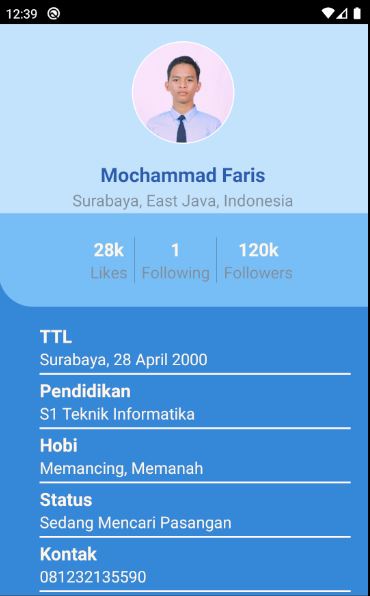 12:39
Mochammad Faris
Surabaya, East Java, Indonesia
28k 1 120k
Likes Following Followers
TTL
Surabaya, 28 April 2000
Pendidikan
S1 Teknik Informatika
Hobi
Memancing, Memanah
Status
Sedang Mencari Pasangan
Kontak
081232135590